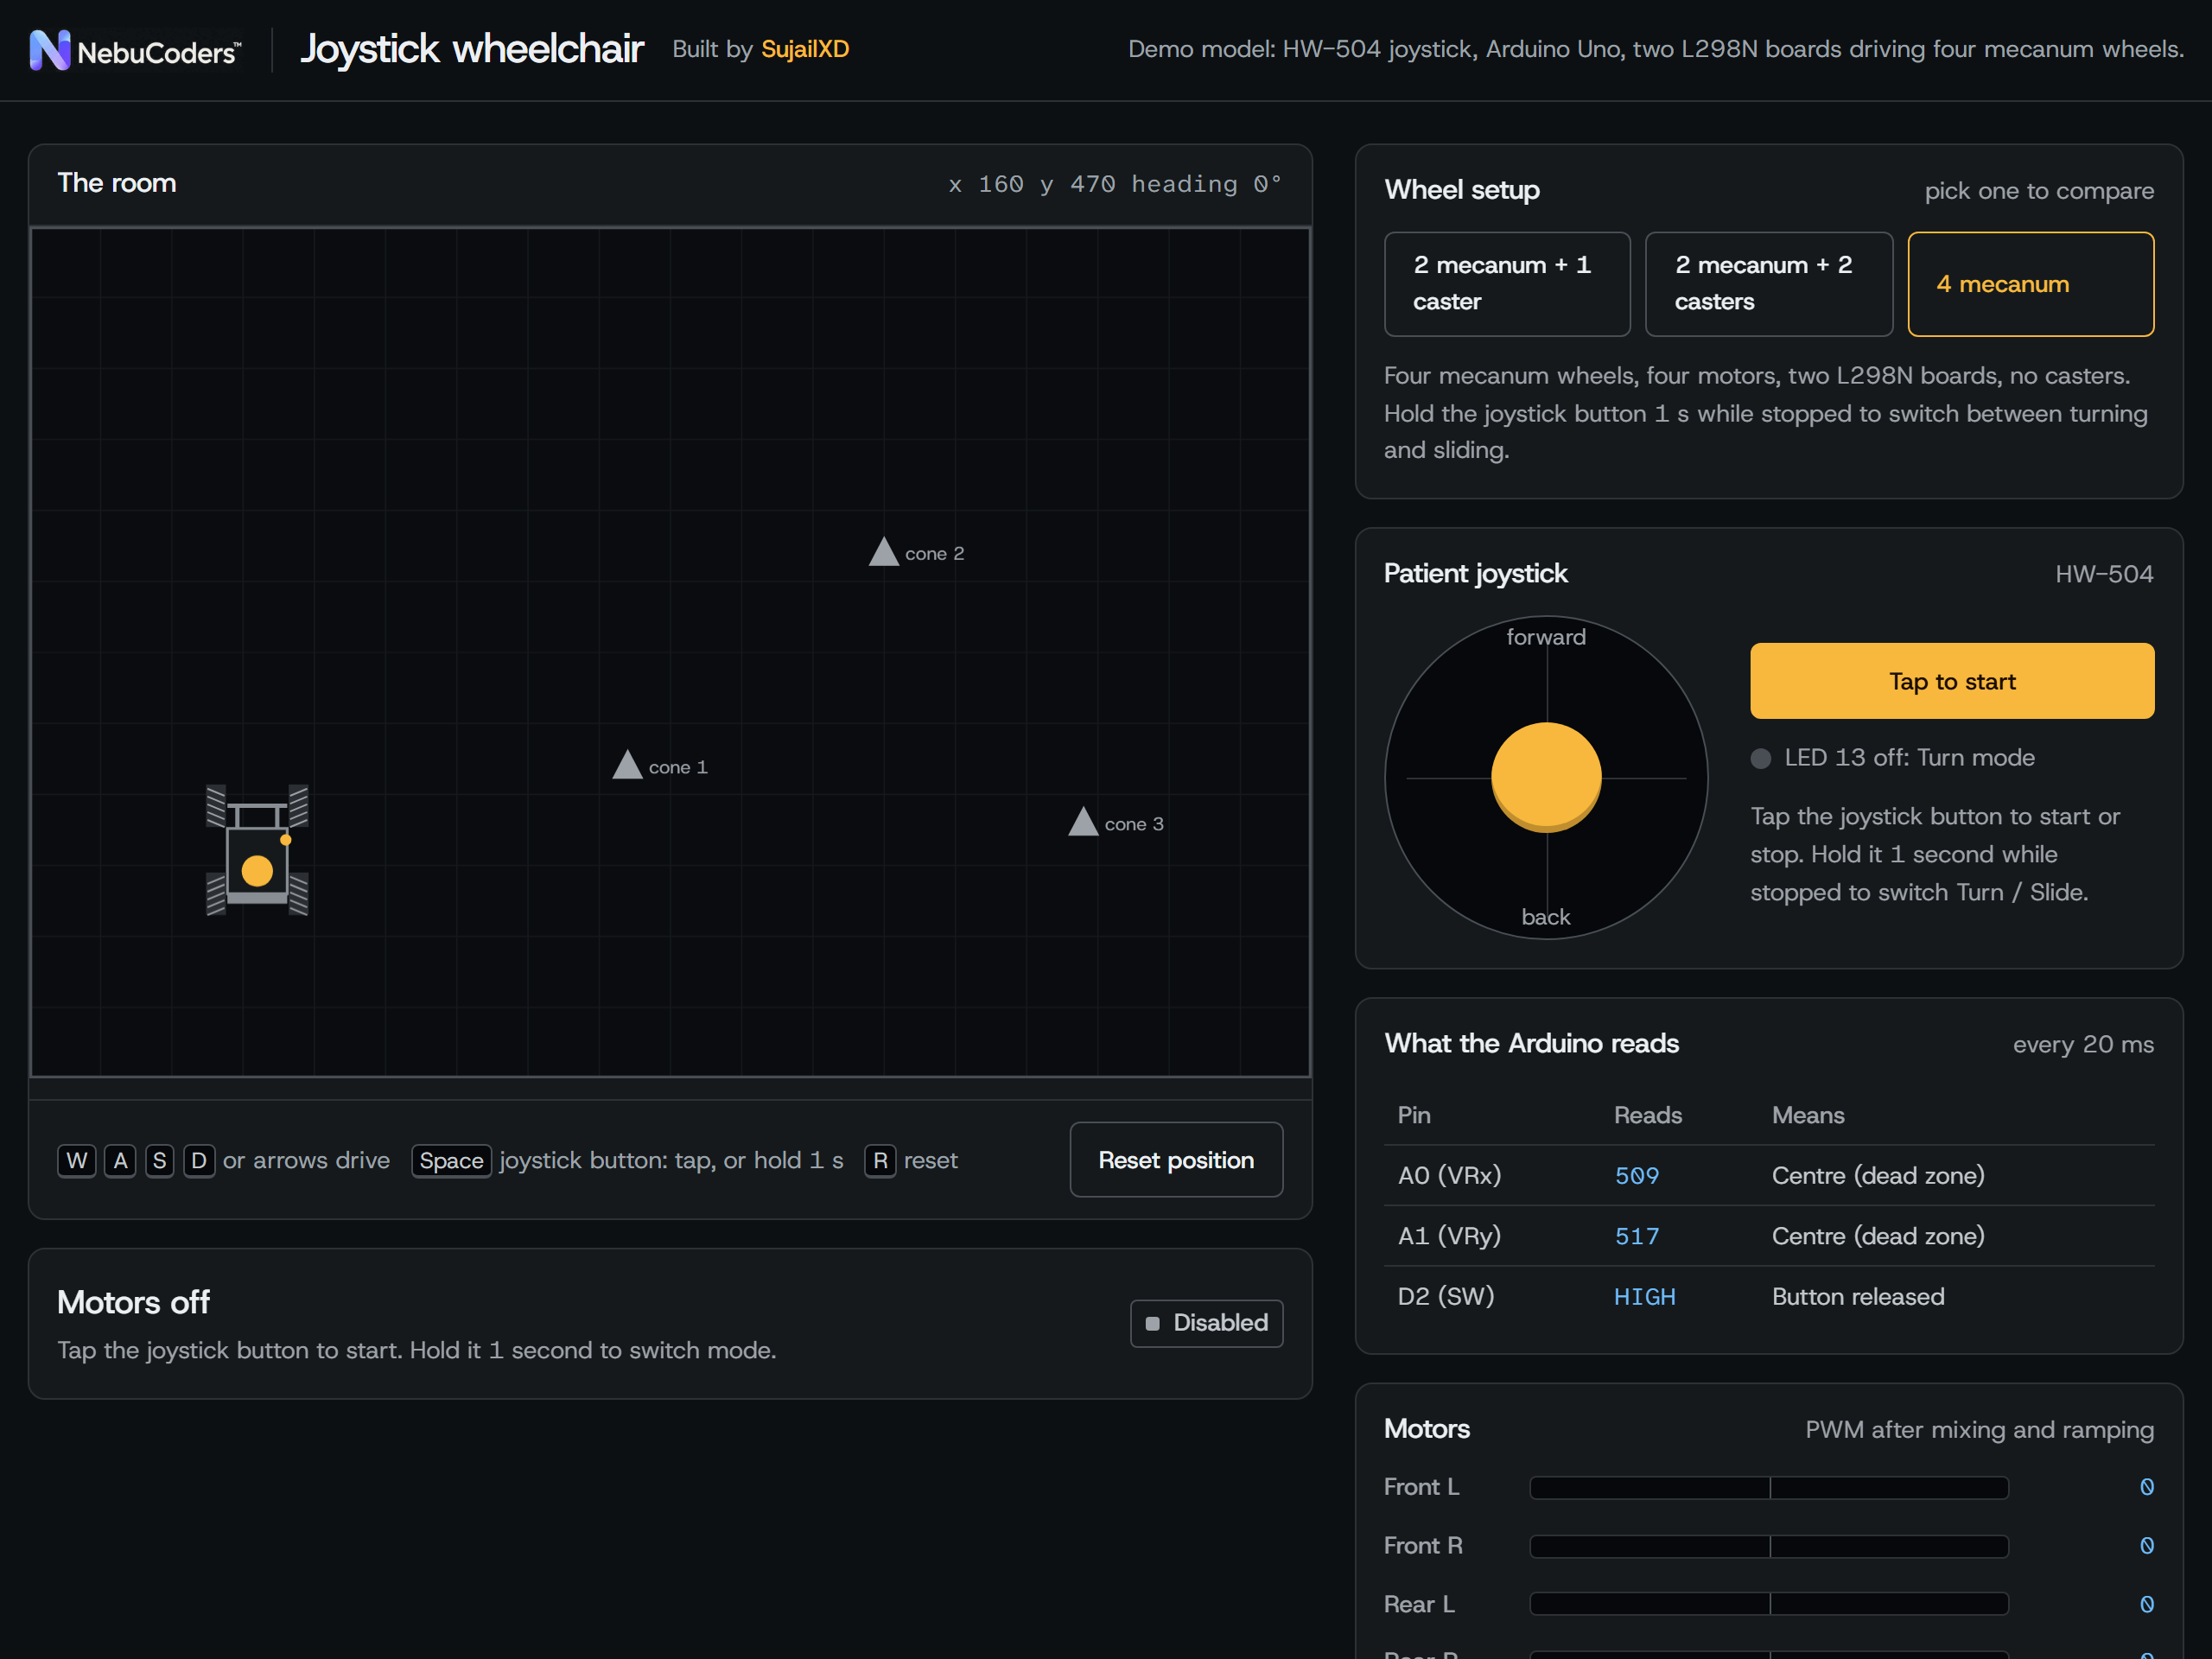 NebuCoders™
Joystick wheelchair
Built by SujailXD
Demo model: HW-504 joystick, Arduino Uno, two L298N boards driving four mecanum wheels.
The room
x 160 y 470 heading 0°
cone 2
cone 1
cone 3
W A S D or arrows drive Space joystick button: tap, or hold 1 s R reset
Reset position
Motors off
Tap the joystick button to start. Hold it 1 second to switch mode.
Disabled
Wheel setup
pick one to compare
2 mecanum + 1
caster
2 mecanum + 2
casters
4 mecanum
Four mecanum wheels, four motors, two L298N boards, no casters.
Hold the joystick button 1 s while stopped to switch between turning
and sliding.
Patient joystick
HW-504
forward
back
Tap to start
LED 13 off: Turn mode
Tap the joystick button to start or
stop. Hold it 1 second while
stopped to switch Turn / Slide.
What the Arduino reads
every 20 ms
Pin Reads Means
A0 (VRx) 509 Centre (dead zone)
A1 (VRy) 517 Centre (dead zone)
D2 (SW) HIGH Button released
Motors
PWM after mixing and ramping
Front L 0
Front R 0
Rear L 0